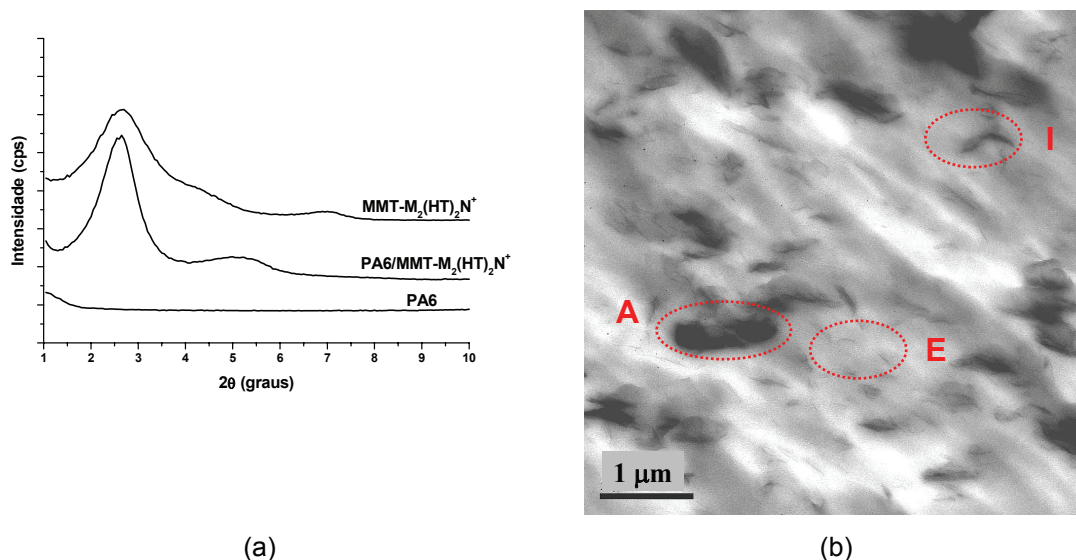 Intensidade (cps)
MMT-M₂(HT)₂N⁺
PA6/MMT-M₂(HT)₂N⁺
PA6
1 2 3 4 5 6 7 8 9 10
2θ (graus)
(a)
I
A
E
1 μm
(b)